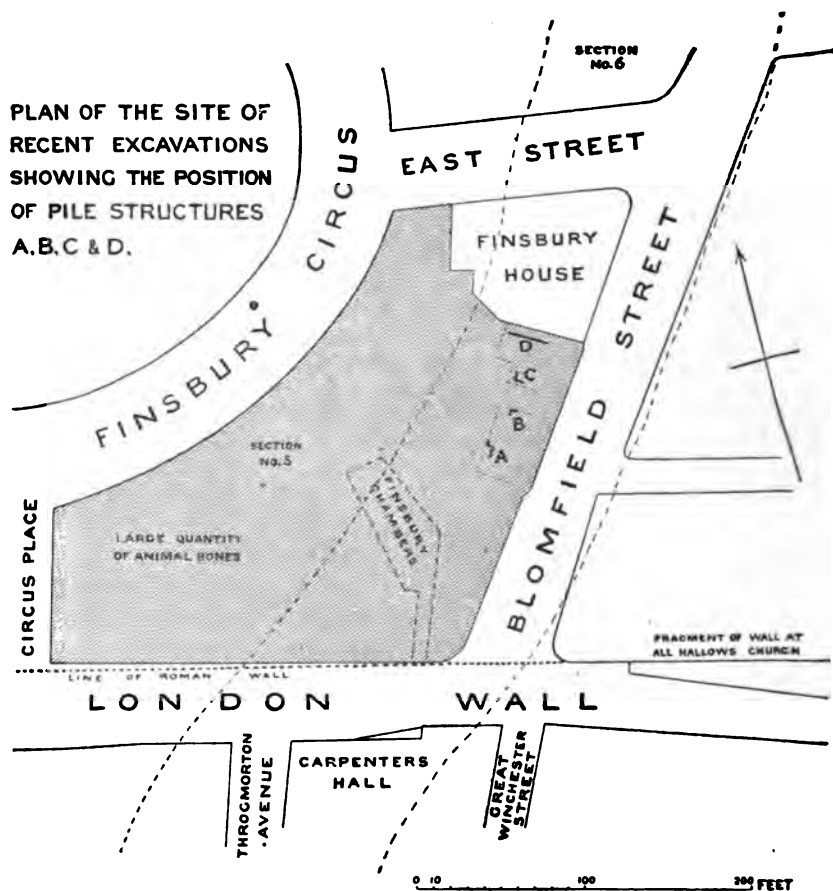 PLAN OF THE SITE OF
RECENT EXCAVATIONS
SHOWING THE POSITION
OF PILE STRUCTURES
A.B.C & D.
SECTION
No. 6
EAST STREET
FINSBURY CIRCUS
FINSBURY
HOUSE
BLOMFIELD STREET
D
C
B
A
SECTION
No. 5
FINSBURY
CHAMBERS
LARGE QUANTITY
OF ANIMAL BONES
CIRCUS PLACE
FRAGMENT OF WALL AT
ALL HALLOWS CHURCH
LINE OF ROMAN WALL
LONDON WALL
THROGMORTON
AVENUE
CARPENTERS
HALL
GREAT
WINCHESTER
STREET
0 10 100 200 FEET